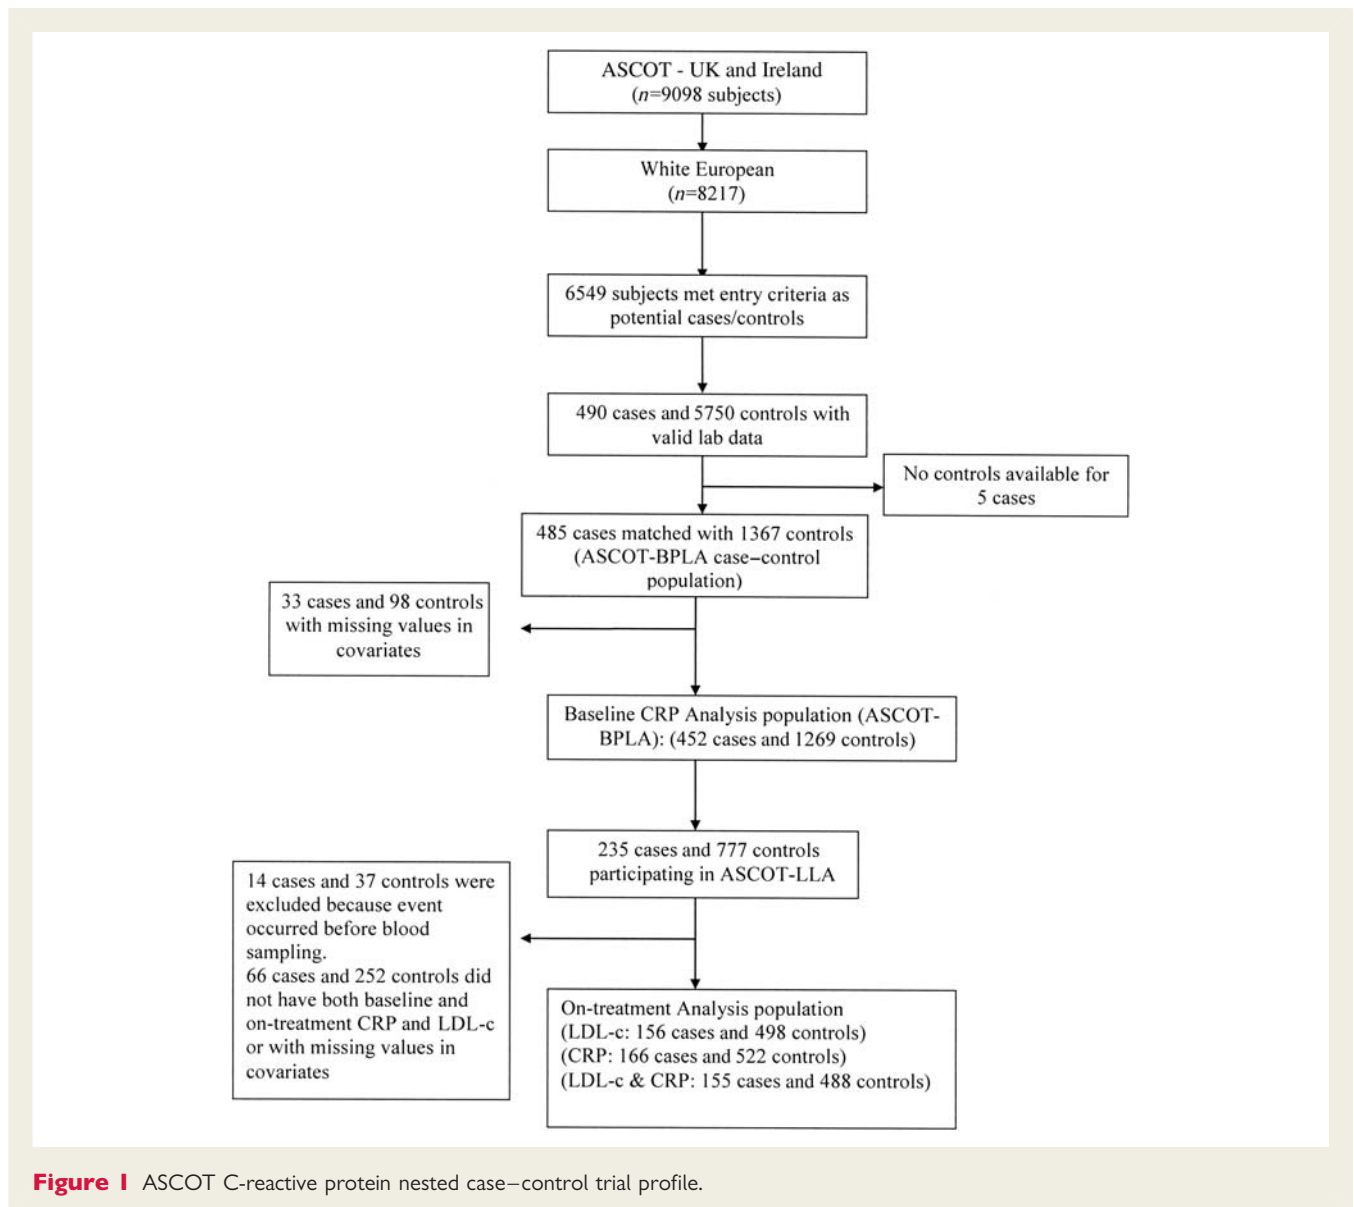 ASCOT - UK and Ireland
(n=9098 subjects)
White European
(n=8217)
6549 subjects met entry criteria as
potential cases/controls
490 cases and 5750 controls with
valid lab data
No controls available for
5 cases
485 cases matched with 1367 controls
(ASCOT-BPLA case–control
population)
33 cases and 98 controls
with missing values in
covariates
Baseline CRP Analysis population (ASCOT-
BPLA): (452 cases and 1269 controls)
235 cases and 777 controls
participating in ASCOT-LLA
14 cases and 37 controls were
excluded because event
occurred before blood
sampling.
66 cases and 252 controls did
not have both baseline and
on-treatment CRP and LDL-c
or with missing values in
covariates
On-treatment Analysis population
(LDL-c: 156 cases and 498 controls)
(CRP: 166 cases and 522 controls)
(LDL-c & CRP: 155 cases and 488 controls)
Figure 1 ASCOT C-reactive protein nested case–control trial profile.